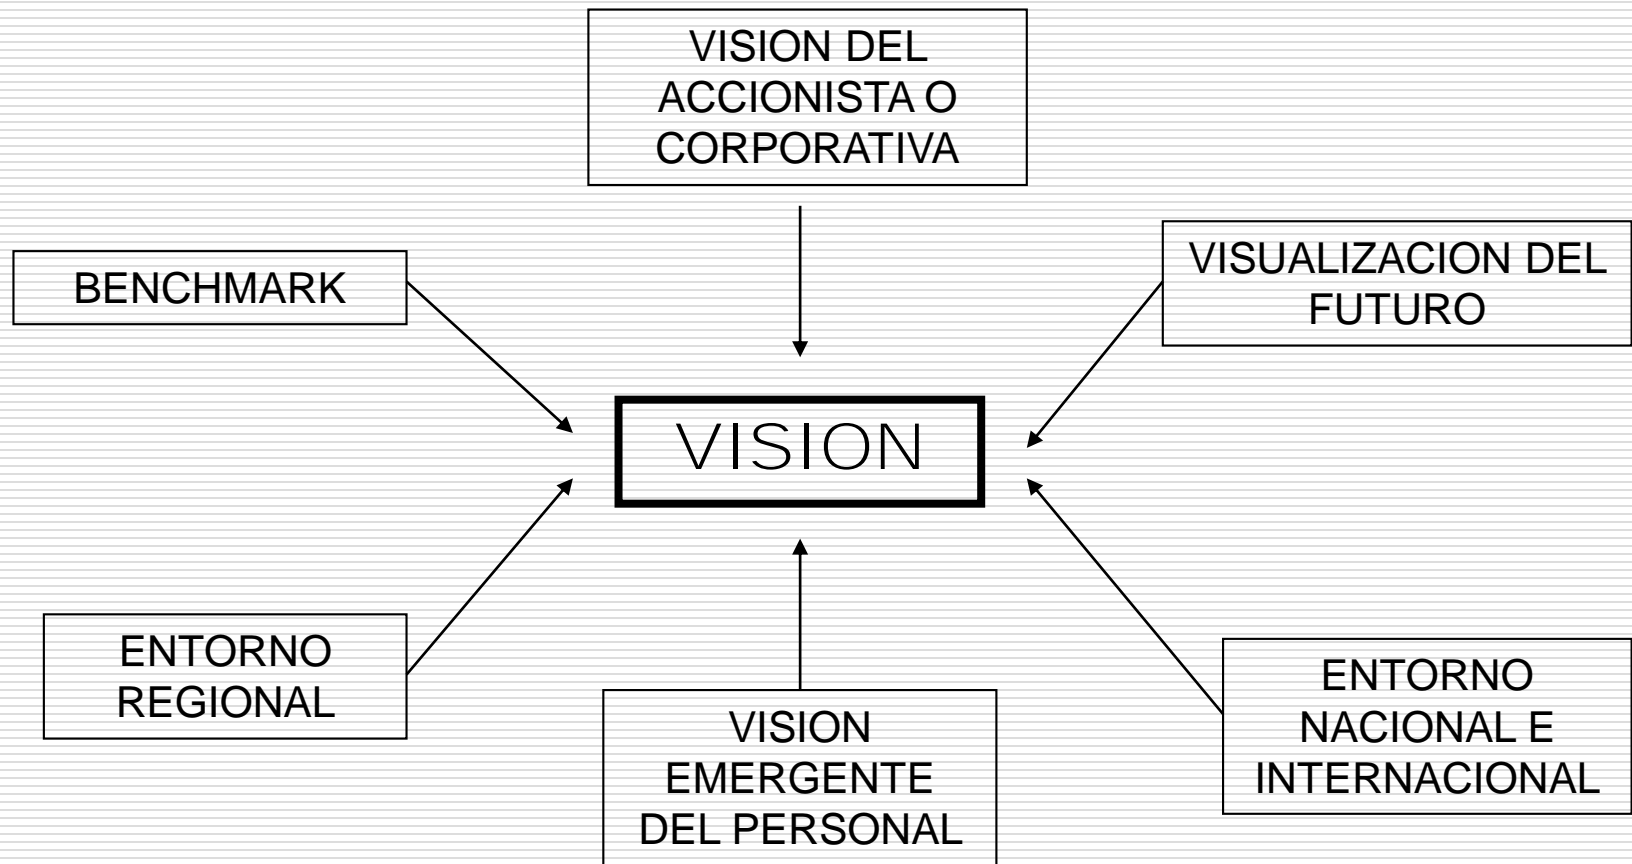 VISION DEL
ACCIONISTA O
CORPORATIVA
BENCHMARK
VISUALIZACION DEL
FUTURO
VISION
ENTORNO
REGIONAL
VISION
EMERGENTE
DEL PERSONAL
ENTORNO
NACIONAL E
INTERNACIONAL